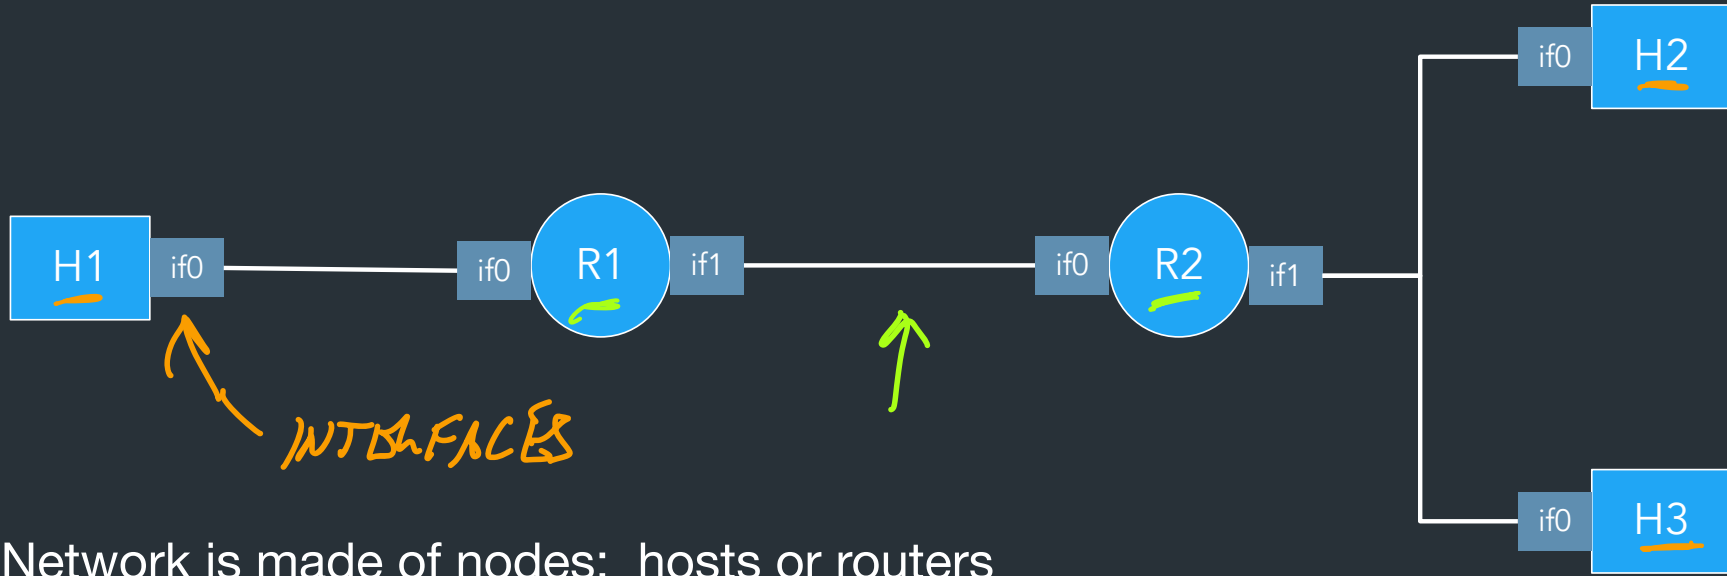 if0 H2
H1 if0
if0 R1 if1
if0 R2 if1
INTERFACES
if0 H3
Network is made of nodes: hosts or routers